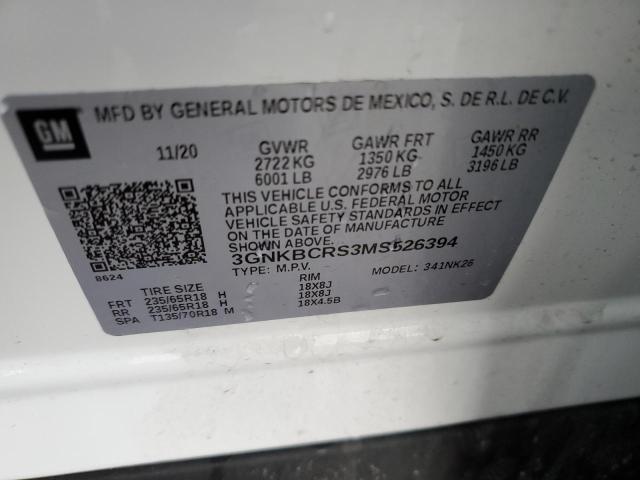 GM
MFD BY GENERAL MOTORS DE MEXICO, S. DE R.L. DE C.V.
11/20 GVWR GAWR FRT GAWR RR
2722 KG 1350 KG 1450 KG
6001 LB 2976 LB 3196 LB
THIS VEHICLE CONFORMS TO ALL
APPLICABLE U.S. FEDERAL MOTOR
VEHICLE SAFETY STANDARDS IN EFFECT
ON THE DATE OF MANUFACTURE
SHOWN ABOVE.
3GNKBCRS3MS526394
8624 TYPE: M.P.V. MODEL: 341NK26
TIRE SIZE RIM
FRT 235/65R18 H 18X8J
RR 235/65R18 H 18X8J
SPA T135/70R18 M 18X4.5B